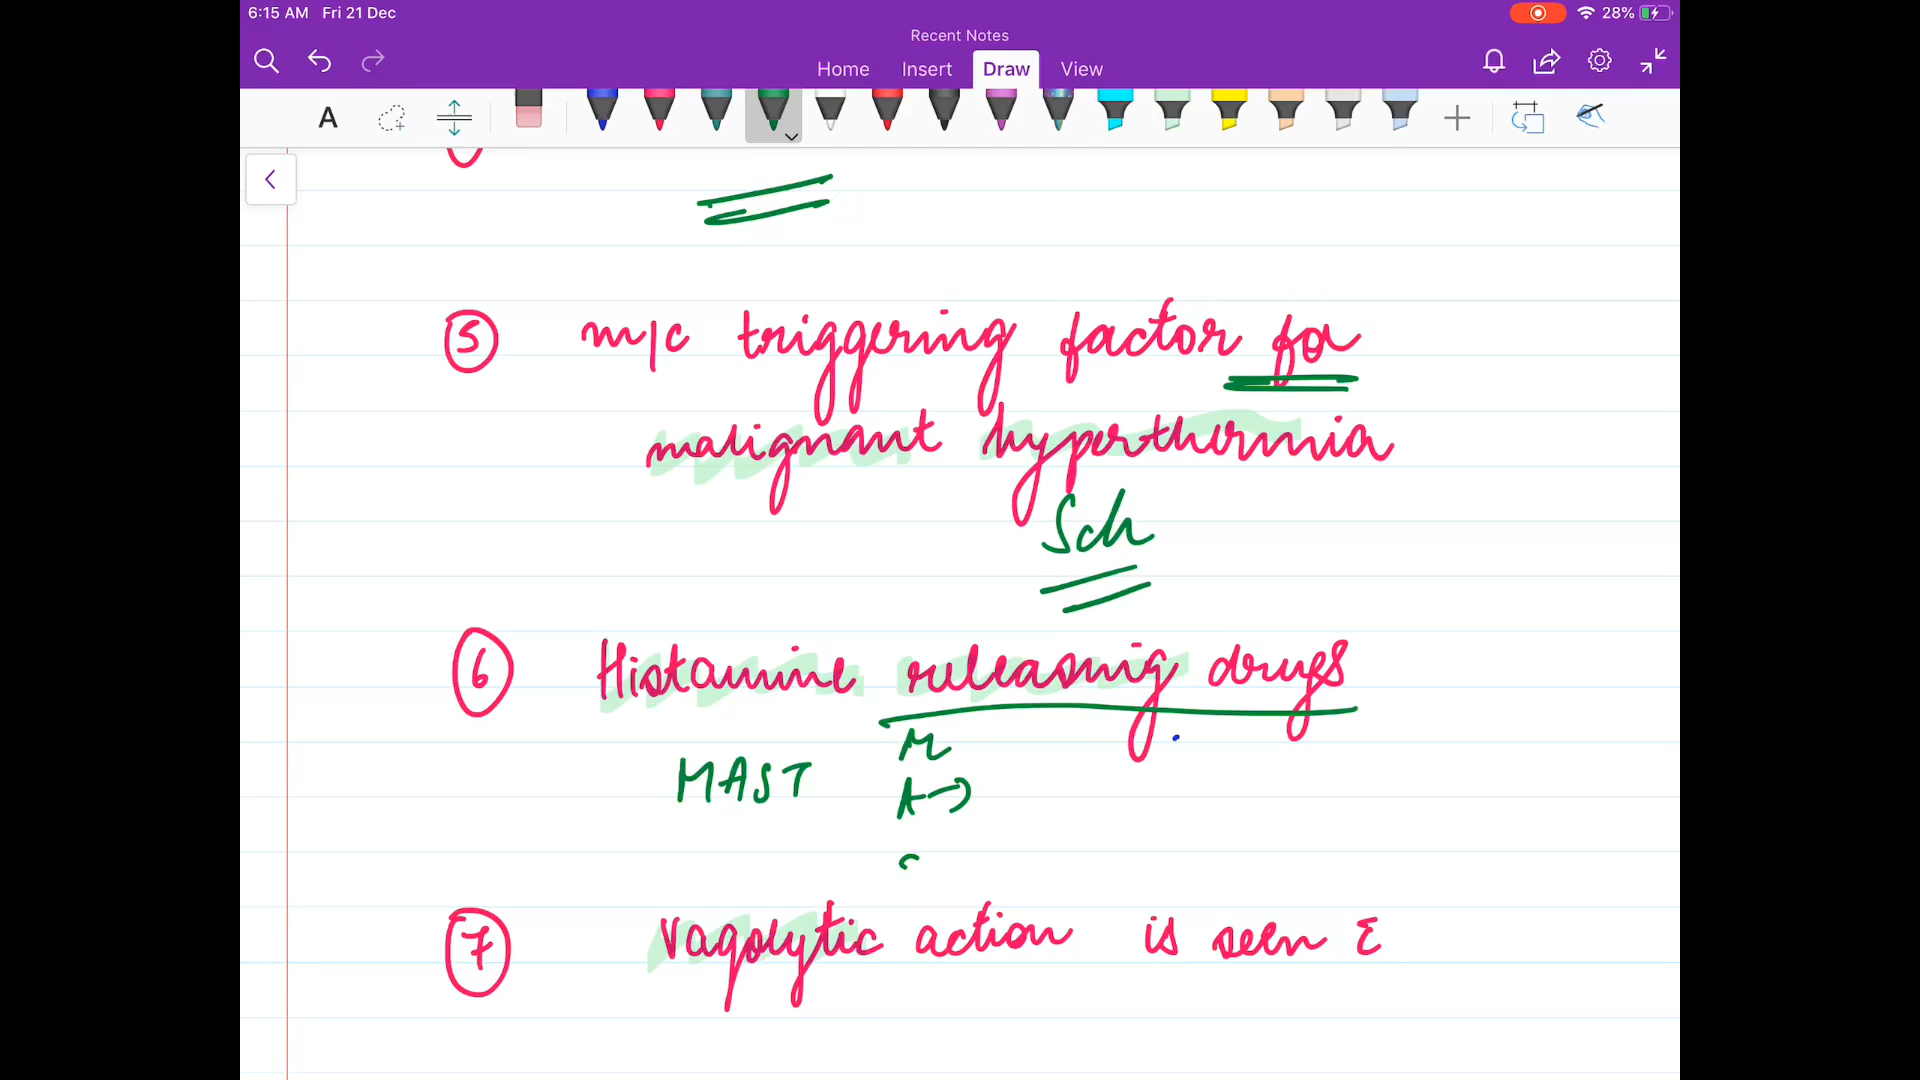 6:15 AM Fri 21 Dec
28%
Recent Notes
Home Insert Draw View
A
5 m/c triggering factor for
malignant hyperthermia
Sch
6 Histamine releasing drugs
M
MAST
A→
7 Vagolytic action is seen c̄